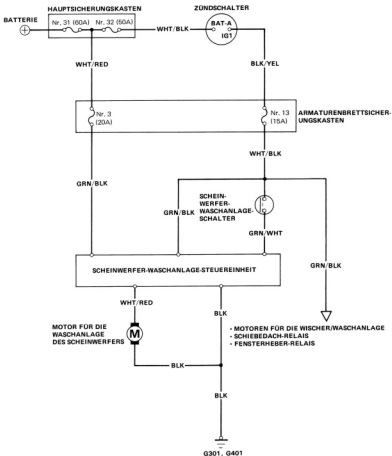 HAUPTSICHERUNGSKASTEN
ZÜNDSCHALTER
BATTERIE
Nr. 31 (60A) Nr. 32 (50A)
WHT/BLK
BAT-A
IG1
WHT/RED
BLK/YEL
Nr. 3
(20A)
Nr. 13
(15A)
ARMATURENBRETTSICHER-
UNGSKASTEN
WHT/BLK
GRN/BLK
SCHEIN-
WERFER-
WASCHANLAGE-
SCHALTER
GRN/BLK
GRN/WHT
GRN/BLK
SCHEINWERFER-WASCHANLAGE-STEUEREINHEIT
WHT/RED
BLK
MOTOR FÜR DIE
WASCHANLAGE
DES SCHEINWERFERS
M
• MOTOREN FÜR DIE WISCHER/WASCHANLAGE
• SCHIEBEDACH-RELAIS
• FENSTERHEBER-RELAIS
BLK
BLK
G301, G401